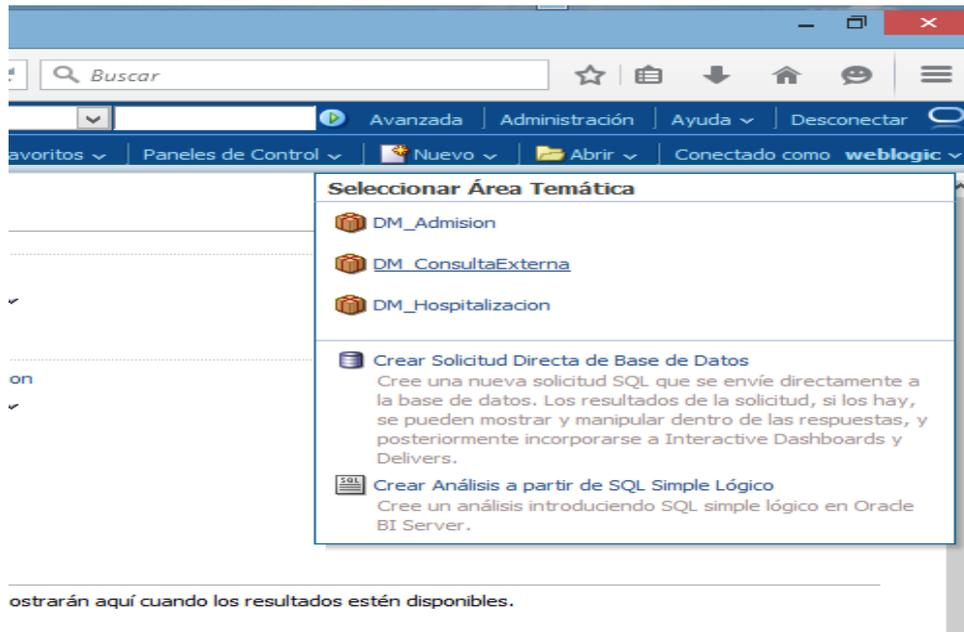 Buscar
Avanzada Administración Ayuda Desconectar
avoritos Paneles de Control Nuevo Abrir Conectado como weblogic
Seleccionar Área Temática
DM_Admision
DM_ConsultaExterna
DM_Hospitalizacion
on
Crear Solicitud Directa de Base de Datos
Cree una nueva solicitud SQL que se envíe directamente a
la base de datos. Los resultados de la solicitud, si los hay,
se pueden mostrar y manipular dentro de las respuestas, y
posteriormente incorporarse a Interactive Dashboards y
Delivers.
SQL
Crear Análisis a partir de SQL Simple Lógico
Cree un análisis introduciendo SQL simple lógico en Oracle
BI Server.
ostrarán aquí cuando los resultados estén disponibles.